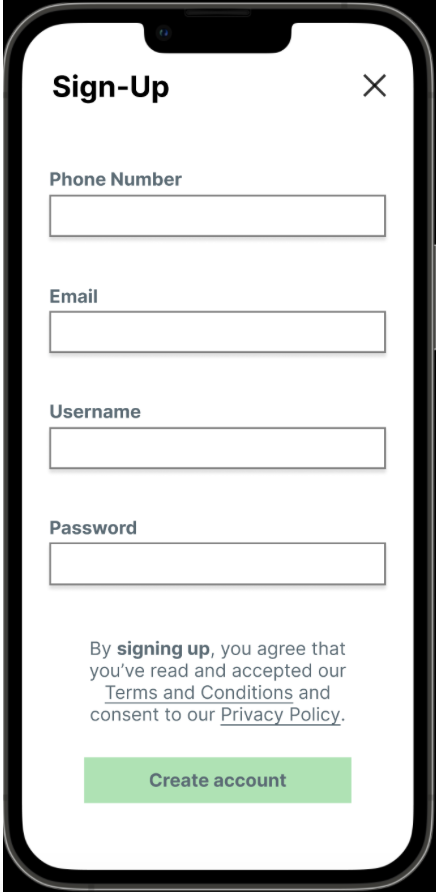 Sign-Up
Phone Number
Email
Username
Password
By signing up, you agree that
you’ve read and accepted our
Terms and Conditions and
consent to our Privacy Policy.
Create account